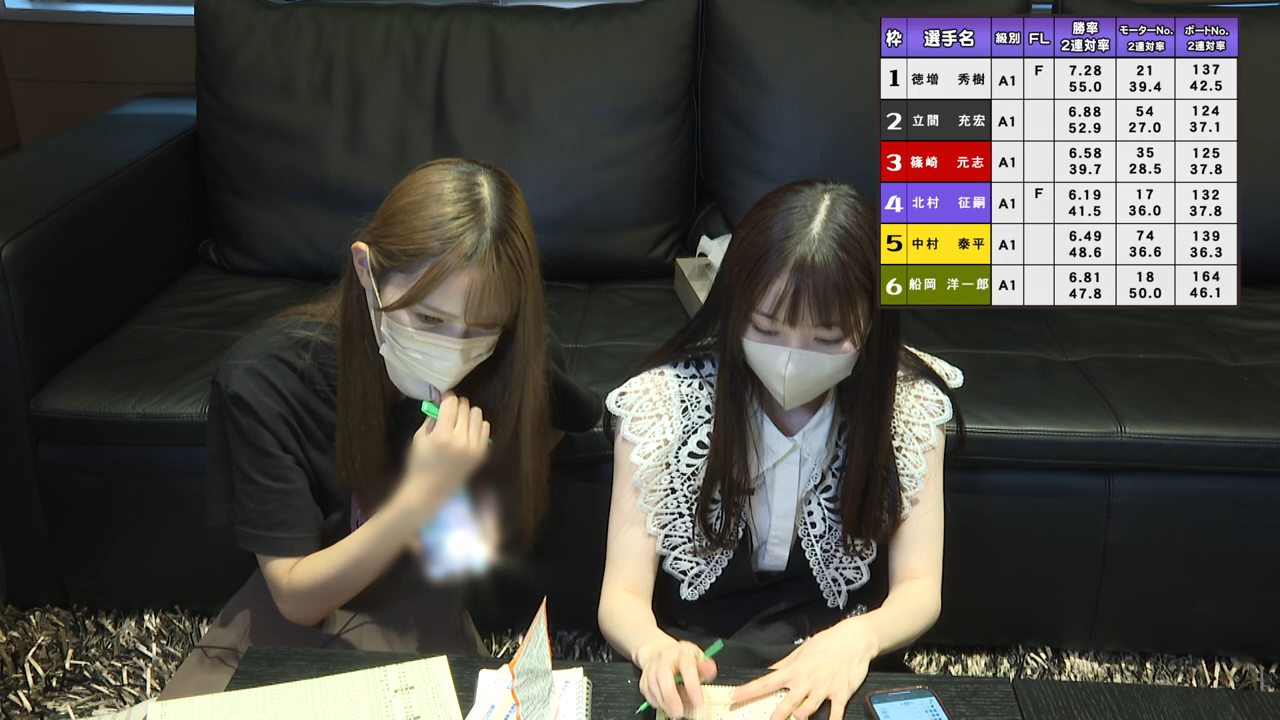 枠 選手名 級別 FL 勝率 2連対率 モーターNo. 2連対率 ボートNo. 2連対率
1 徳増 秀樹 A1 F 7.28 55.0 21 39.4 137 42.5
2 立間 充宏 A1 6.88 52.9 54 27.0 124 37.1
3 篠崎 元志 A1 6.58 39.7 35 28.5 125 37.8
4 北村 征嗣 A1 F 6.19 41.5 17 36.0 132 37.8
5 中村 泰平 A1 6.49 48.6 74 36.6 139 36.3
6 船岡 洋一郎 A1 6.81 47.8 18 50.0 164 46.1